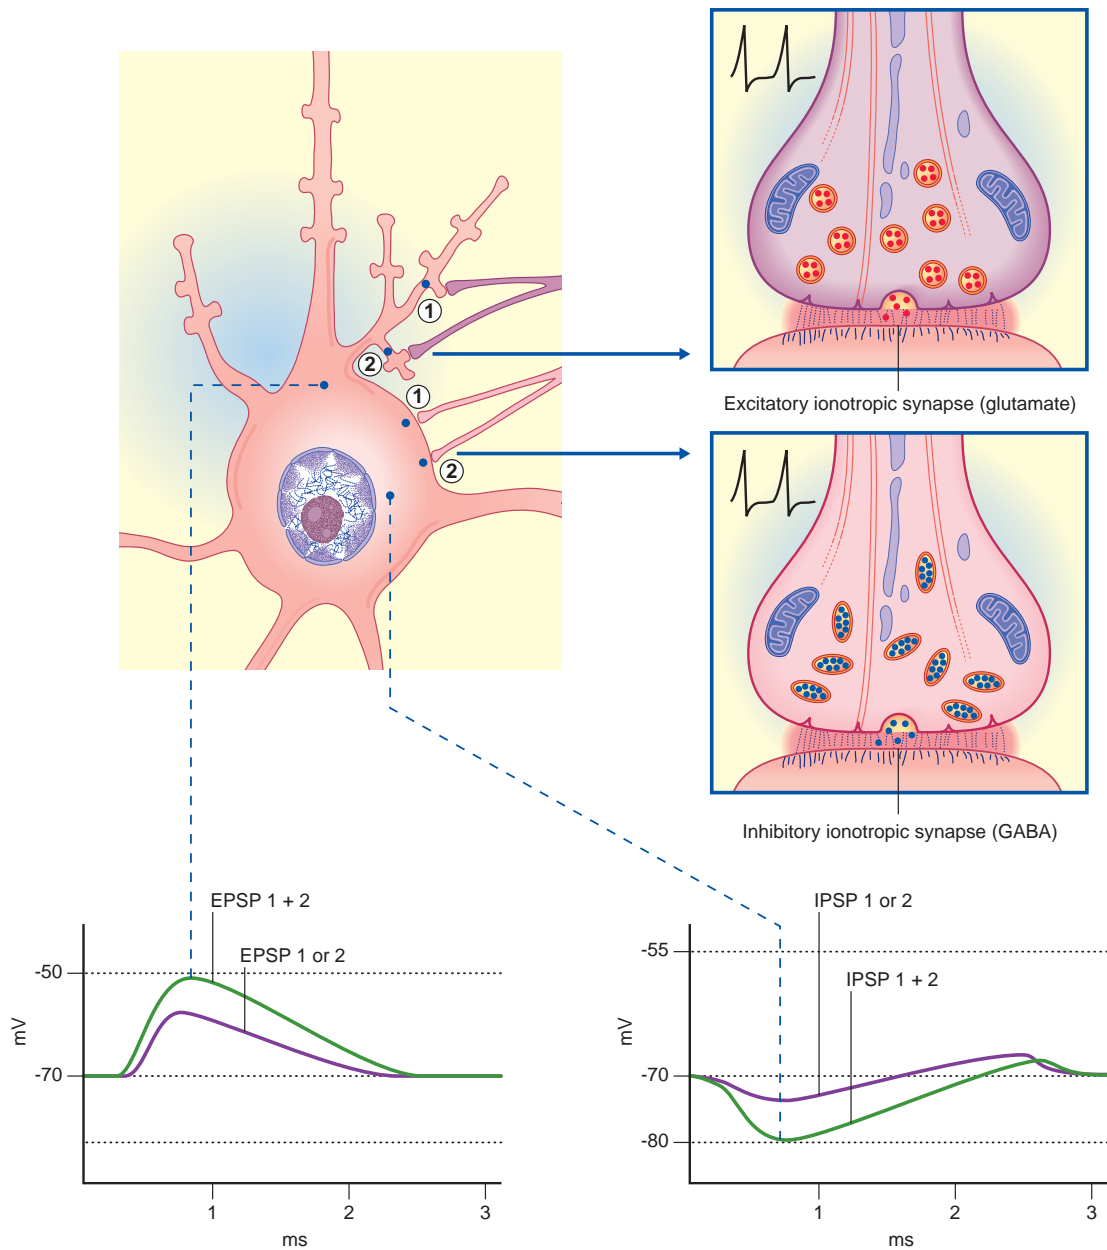 1
2
1
2
Excitatory ionotropic synapse (glutamate)
Inhibitory ionotropic synapse (GABA)
EPSP 1 + 2
EPSP 1 or 2
-50
-70
mV
1
2
3
ms
IPSP 1 or 2
IPSP 1 + 2
-55
-70
-80
mV
1
2
3
ms